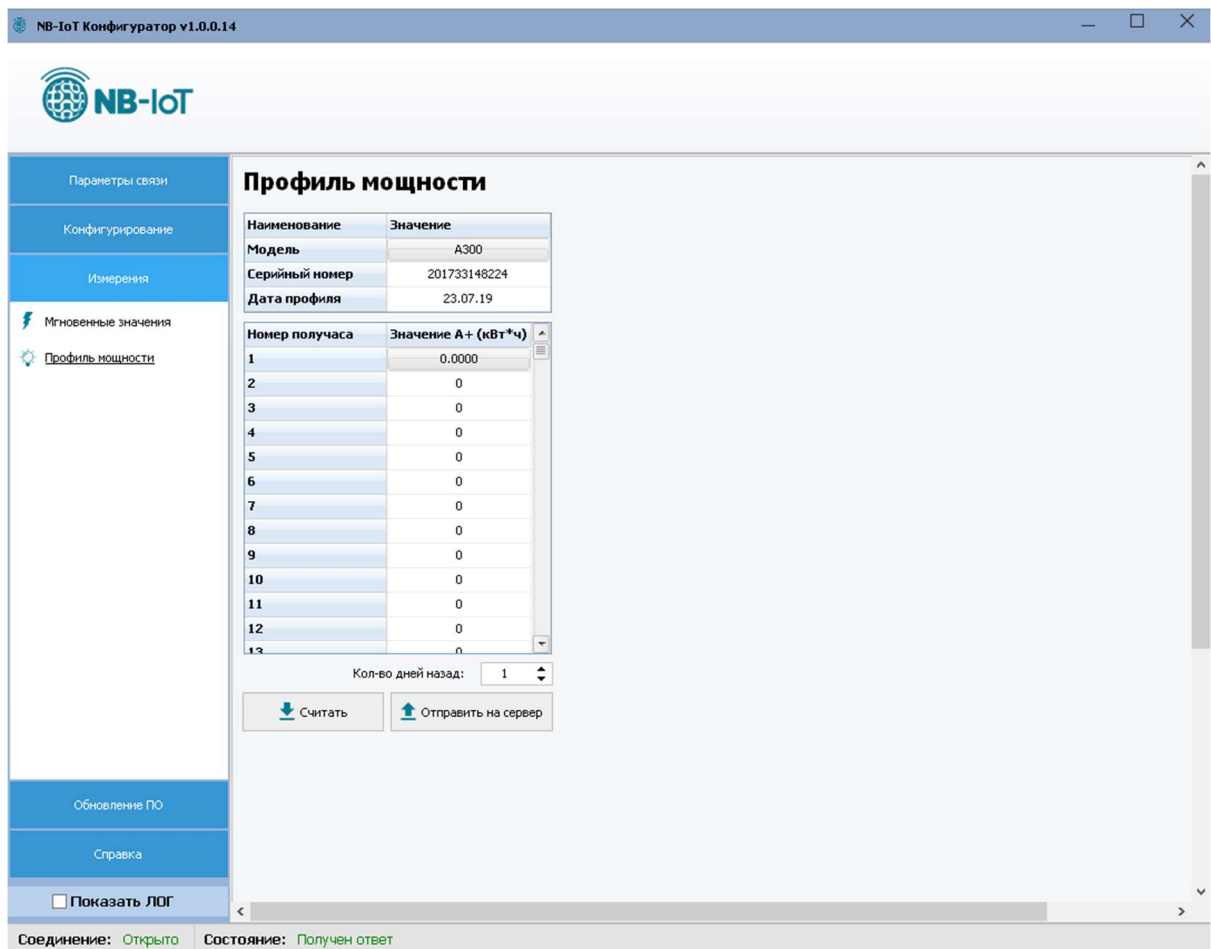 NB-IoT Конфигуратор v1.0.0.14
NB-IoT
Параметры связи
Конфигурирование
Измерения
Мгновенные значения
Профиль мощности
Обновление ПО
Справка
Показать ЛОГ
Профиль мощности
Наименование Значение
Модель A300
Серийный номер 201733148224
Дата профиля 23.07.19
Номер получаса Значение А+ (кВт*ч)
1 0.0000
2 0
3 0
4 0
5 0
6 0
7 0
8 0
9 0
10 0
11 0
12 0
13 0
Кол-во дней назад: 1
Считать Отправить на сервер
Соединение: Открыто Состояние: Получен ответ